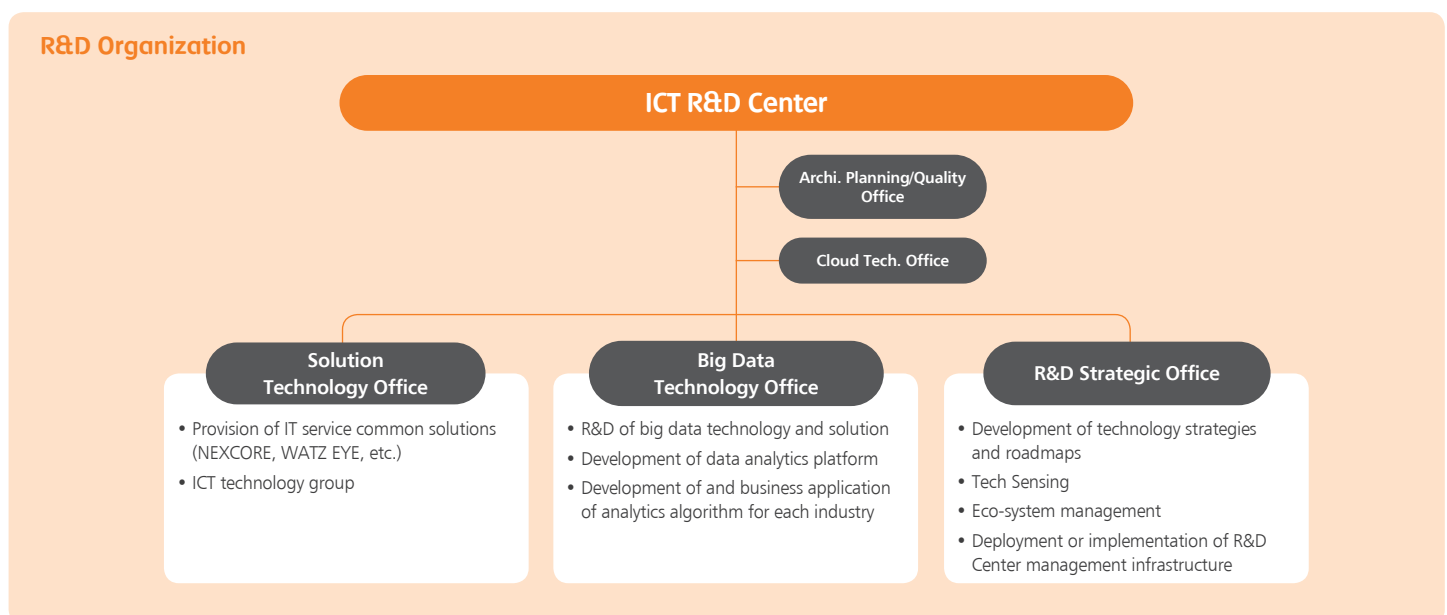 R&D Organization
ICT R&D Center
Archi. Planning/Quality
Office
Cloud Tech. Office
Solution
Technology Office
• Provision of IT service common solutions
(NEXCORE, WATZ EYE, etc.)
• ICT technology group
Big Data
Technology Office
• R&D of big data technology and solution
• Development of data analytics platform
• Development of and business application
of analytics algorithm for each industry
R&D Strategic Office
• Development of technology strategies
and roadmaps
• Tech Sensing
• Eco-system management
• Deployment or implementation of R&D
Center management infrastructure